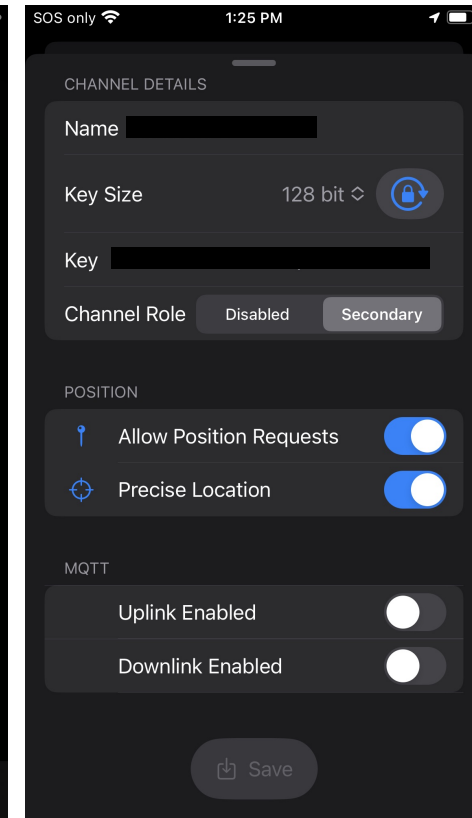 SOS only 1:25 PM
CHANNEL DETAILS
Name
Key Size 128 bit
Key
Channel Role Disabled Secondary
POSITION
Allow Position Requests
Precise Location
MQTT
Uplink Enabled
Downlink Enabled
Save